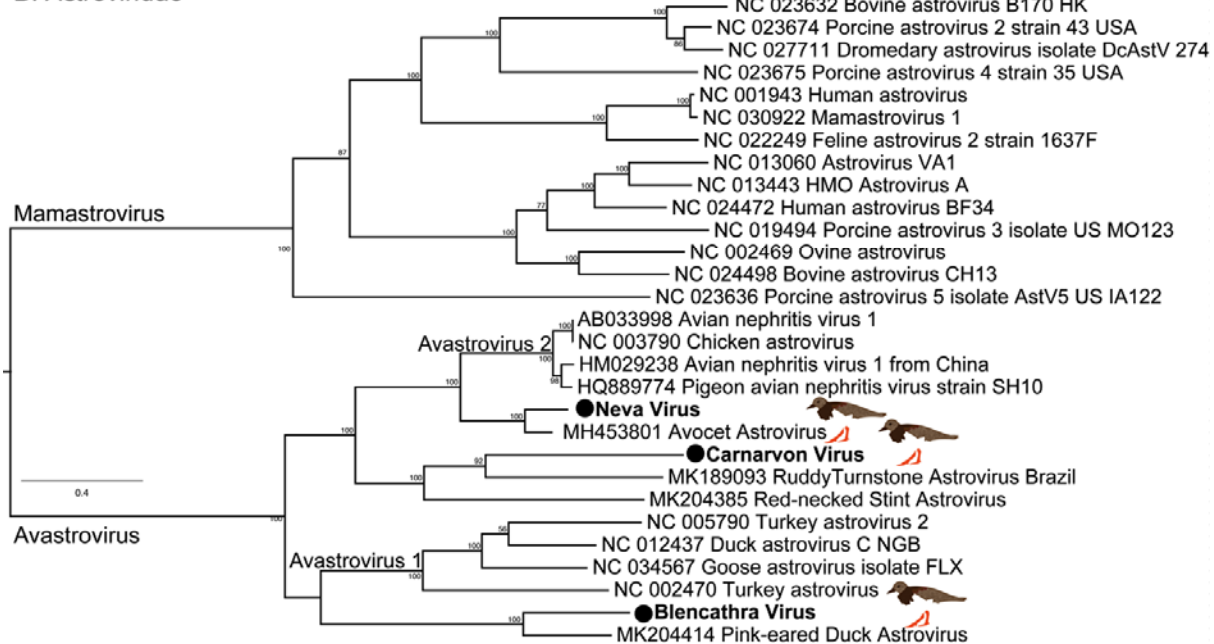 NC 023632 Bovine astrovirus B170 HK
100
NC 023674 Porcine astrovirus 2 strain 43 USA
86
NC 027711 Dromedary astrovirus isolate DcAstV 274
100
NC 023675 Porcine astrovirus 4 strain 35 USA
100
NC 001943 Human astrovirus
100
NC 030922 Mamastrovirus 1
100
NC 022249 Feline astrovirus 2 strain 1637F
87
NC 013060 Astrovirus VA1
100
NC 013443 HMO Astrovirus A
100
NC 024472 Human astrovirus BF34
77
Mamastrovirus
NC 019494 Porcine astrovirus 3 isolate US MO123
100
NC 002469 Ovine astrovirus
100
NC 024498 Bovine astrovirus CH13
100
NC 023636 Porcine astrovirus 5 isolate AstV5 US IA122
AB033998 Avian nephritis virus 1
100
Avastrovirus 2
NC 003790 Chicken astrovirus
100
HM029238 Avian nephritis virus 1 from China
98
HQ889774 Pigeon avian nephritis virus strain SH10
100
Neva Virus
100
MH453801 Avocet Astrovirus
100
Carnarvon Virus
92
MK189093 RuddyTurnstone Astrovirus Brazil
100
0.4
MK204385 Red-necked Stint Astrovirus
100
Avastrovirus
NC 005790 Turkey astrovirus 2
56
NC 012437 Duck astrovirus C NGB
100
Avastrovirus 1
NC 034567 Goose astrovirus isolate FLX
100
NC 002470 Turkey astrovirus
Blencathra Virus
100
MK204414 Pink-eared Duck Astrovirus